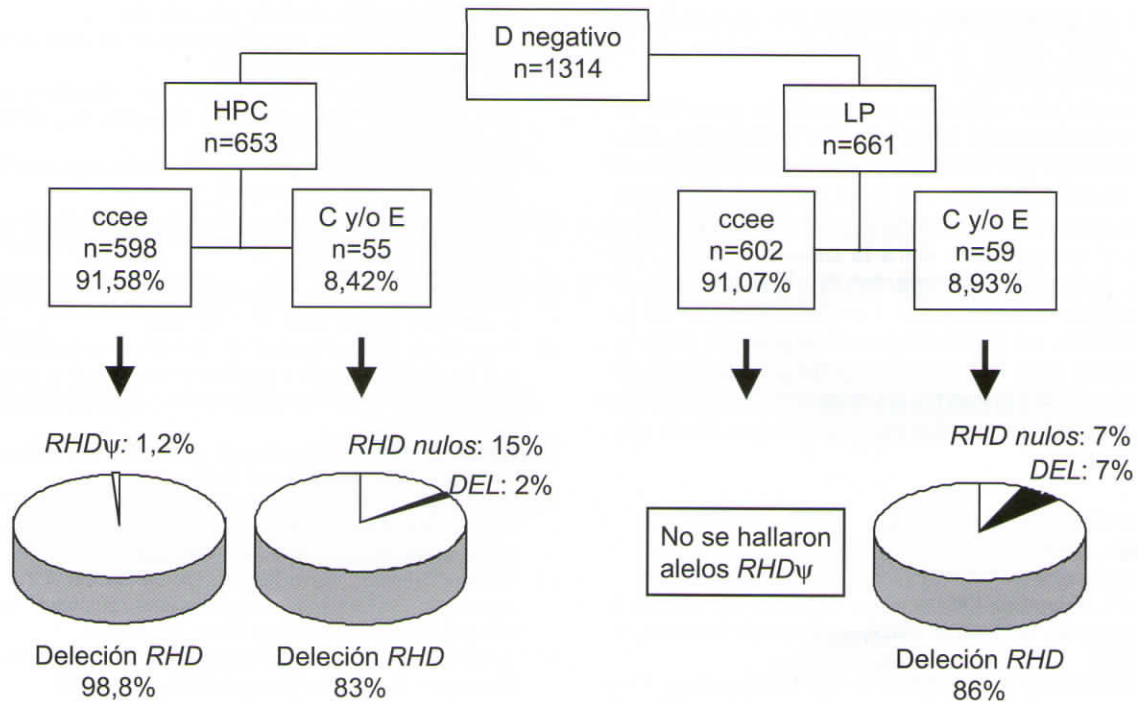 D negativo
n=1314
HPC
n=653
LP
n=661
ccee
n=598
91,58%
C y/o E
n=55
8,42%
ccee
n=602
91,07%
C y/o E
n=59
8,93%
RHDψ: 1,2%
Deleción RHD
98,8%
RHD nulos: 15%
DEL: 2%
Deleción RHD
83%
No se hallaron
alelos RHDψ
RHD nulos: 7%
DEL: 7%
Deleción RHD
86%